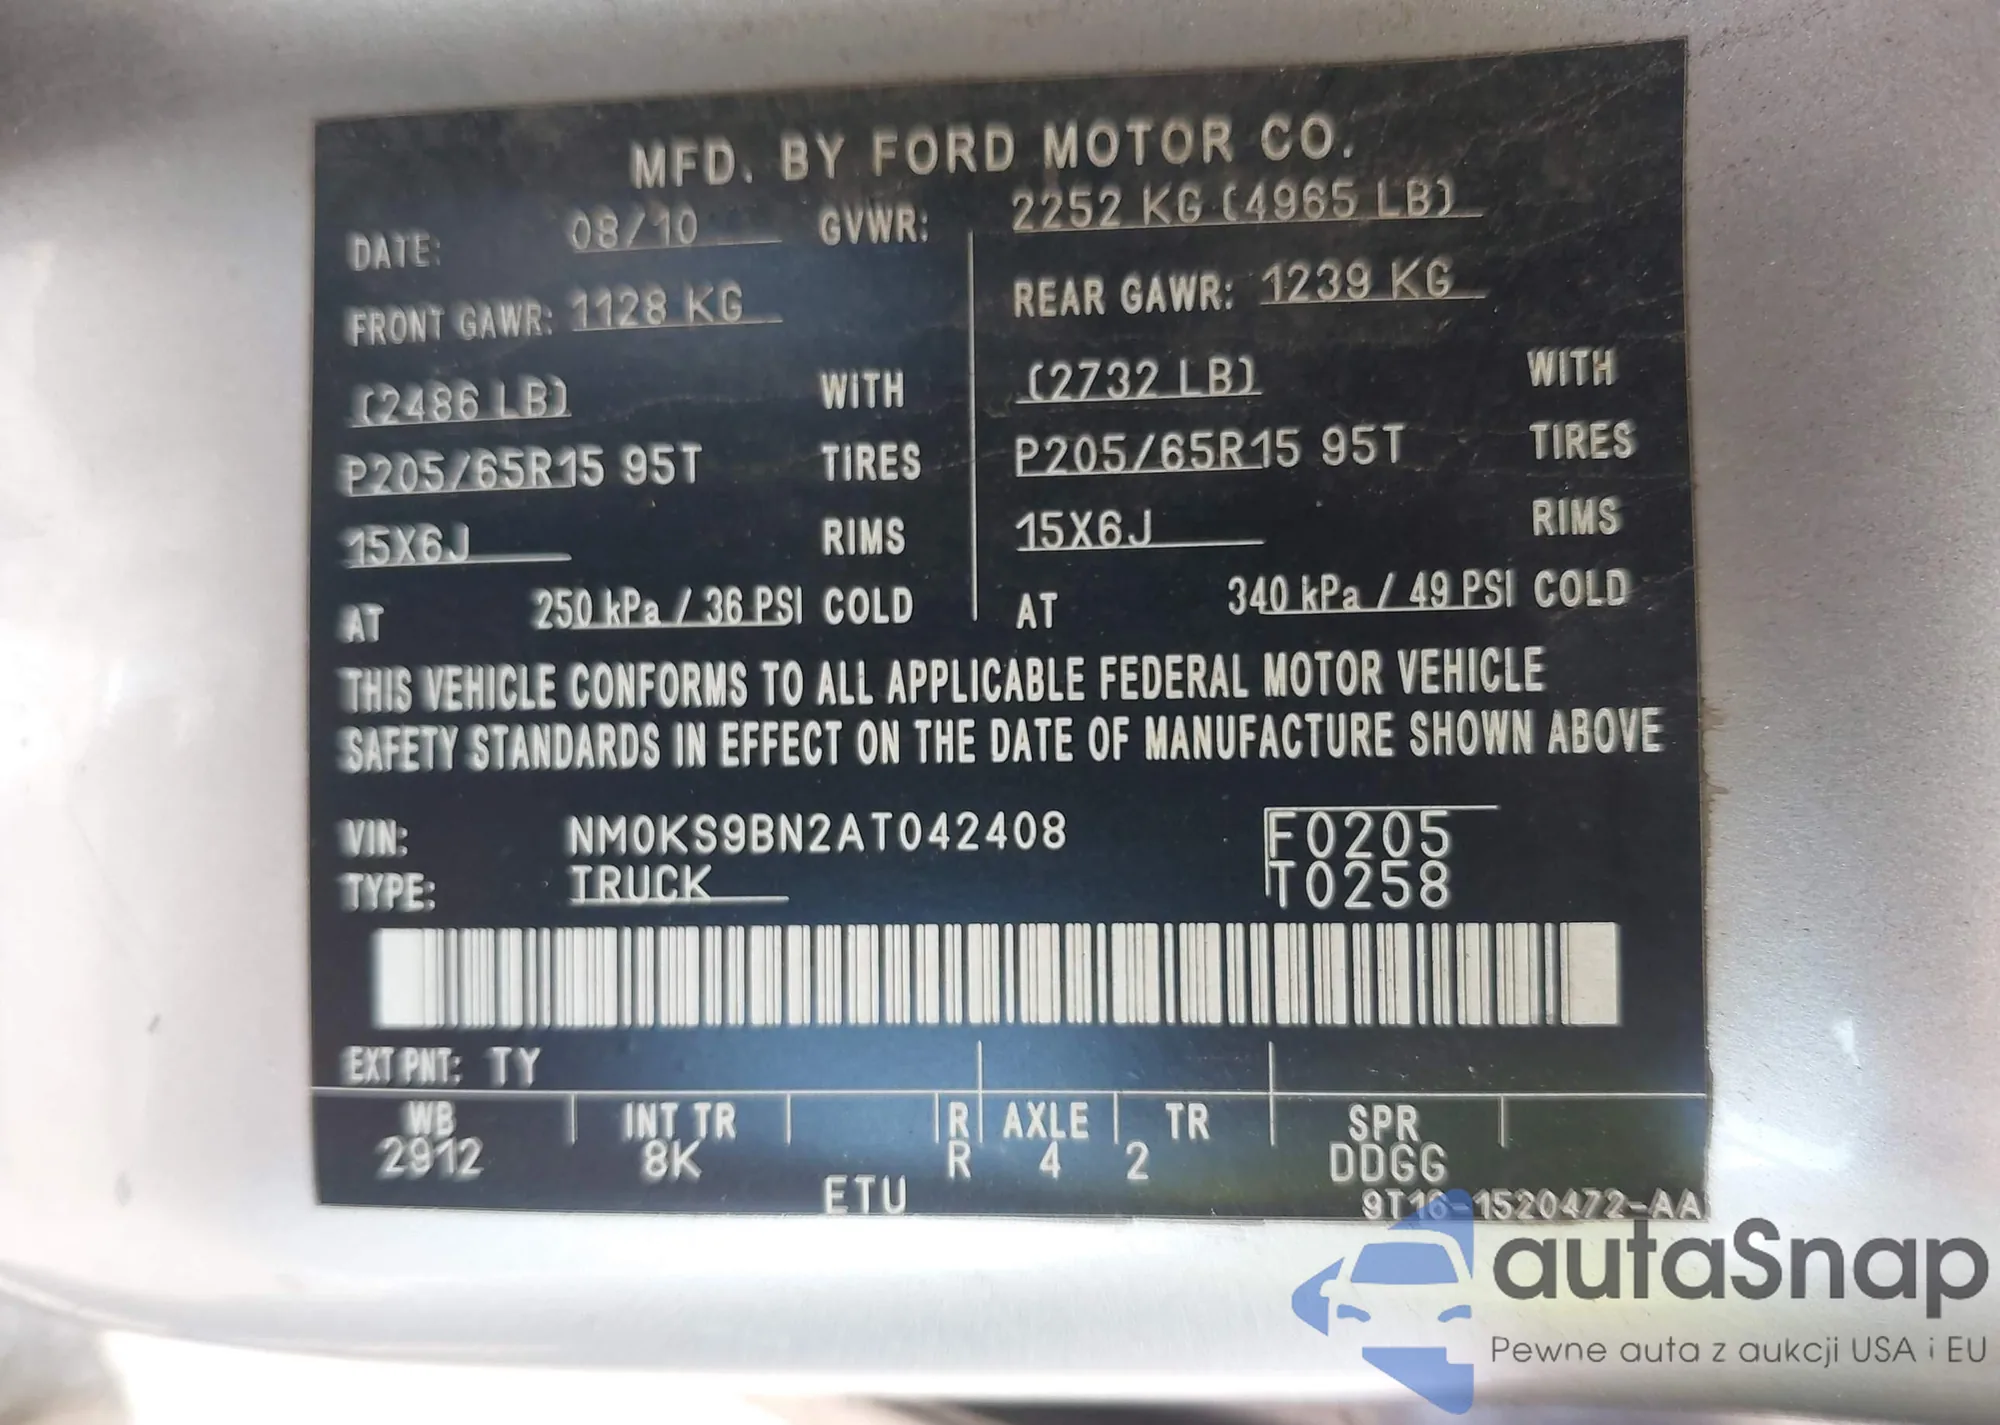 MFD. BY FORD MOTOR CO.
DATE: 08/10 GVWR: 2252 KG (4965 LB)
FRONT GAWR: 1128 KG REAR GAWR: 1239 KG
(2486 LB) WITH (2732 LB) WITH
P205/65R15 95T TIRES P205/65R15 95T TIRES
15X6J RIMS 15X6J RIMS
AT 250 kPa / 36 PSI COLD AT 340 kPa / 49 PSI COLD
THIS VEHICLE CONFORMS TO ALL APPLICABLE FEDERAL MOTOR VEHICLE
SAFETY STANDARDS IN EFFECT ON THE DATE OF MANUFACTURE SHOWN ABOVE
VIN: NM0KS9BN2AT042408 F0205
TYPE: TRUCK T0258
EXT PNT: TY
WB INT TR R AXLE TR SPR
2912 8K R 4 2 DDGG
ETU
9T16-1520472-AA
autaSnap
Pewne auta z aukcji USA i EU